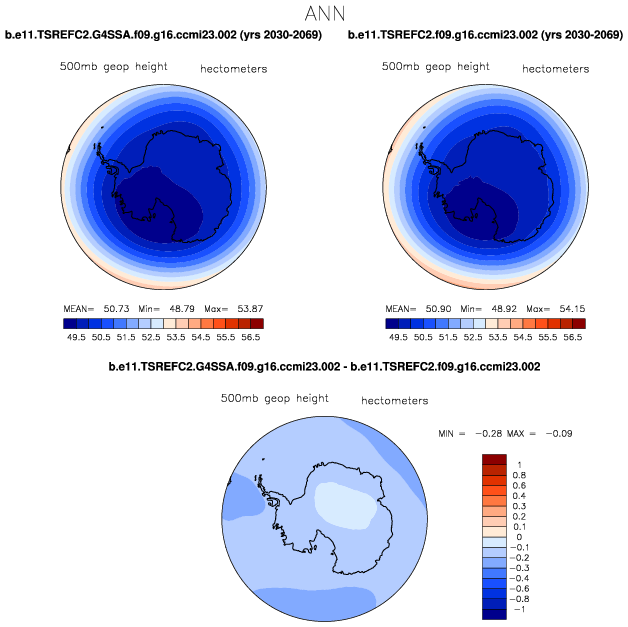 ANN
b.e11.TSREFC2.G4SSA.f09.g16.ccmi23.002 (yrs 2030-2069)
b.e11.TSREFC2.f09.g16.ccmi23.002 (yrs 2030-2069)
500mb geop height hectometers
500mb geop height hectometers
MEAN= 50.73 Min= 48.79 Max= 53.87
MEAN= 50.90 Min= 48.92 Max= 54.15
49.5 50.5 51.5 52.5 53.5 54.5 55.5 56.5
49.5 50.5 51.5 52.5 53.5 54.5 55.5 56.5
b.e11.TSREFC2.G4SSA.f09.g16.ccmi23.002 - b.e11.TSREFC2.f09.g16.ccmi23.002
500mb geop height hectometers
MIN = -0.28 MAX = -0.09
1
0.8
0.6
0.4
0.3
0.2
0.1
0
-0.1
-0.2
-0.3
-0.4
-0.6
-0.8
-1